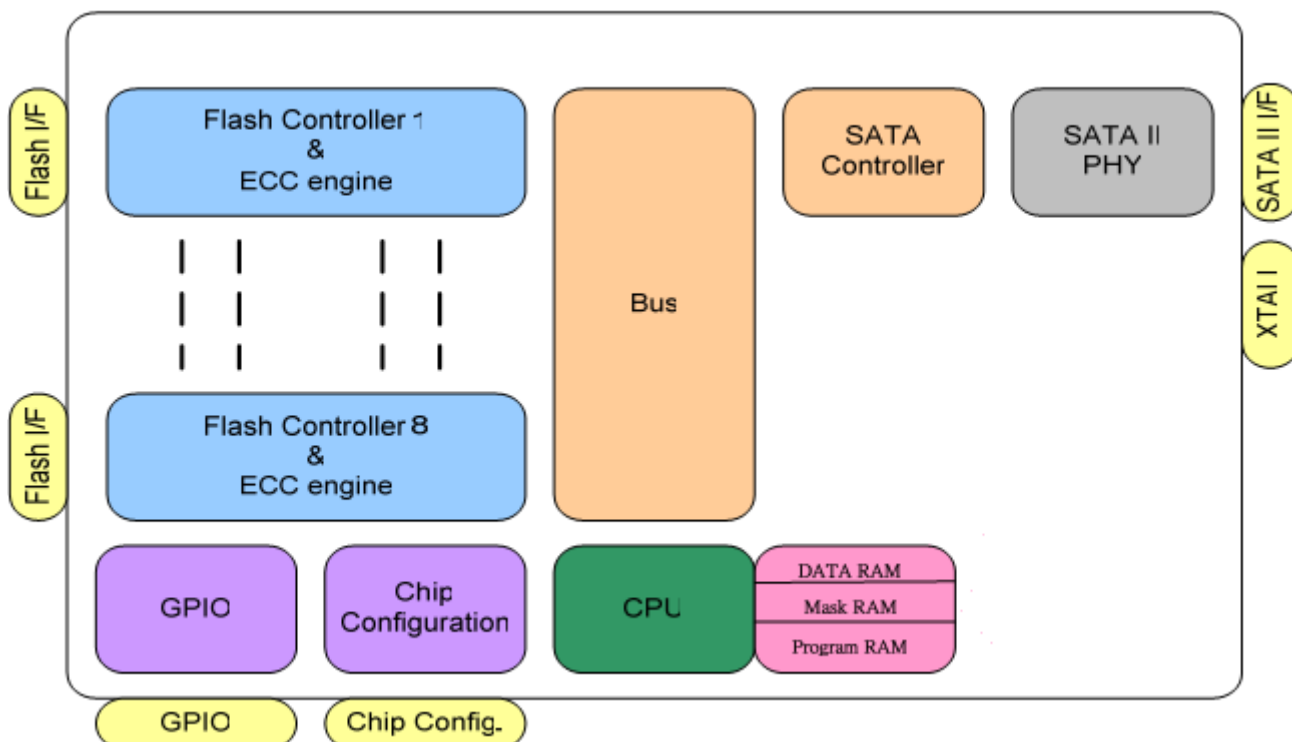 Flash I/F
Flash Controller 1
&
ECC engine
Bus
SATA
Controller
SATA II
PHY
SATA II I/F
XTAI I
Flash I/F
Flash Controller 8
&
ECC engine
GPIO
Chip
Configuration
CPU
DATA RAM
Mask RAM
Program RAM
GPIO
Chip Config.